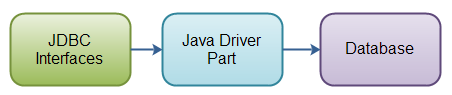 JDBC
Interfaces
Java Driver
Part
Database